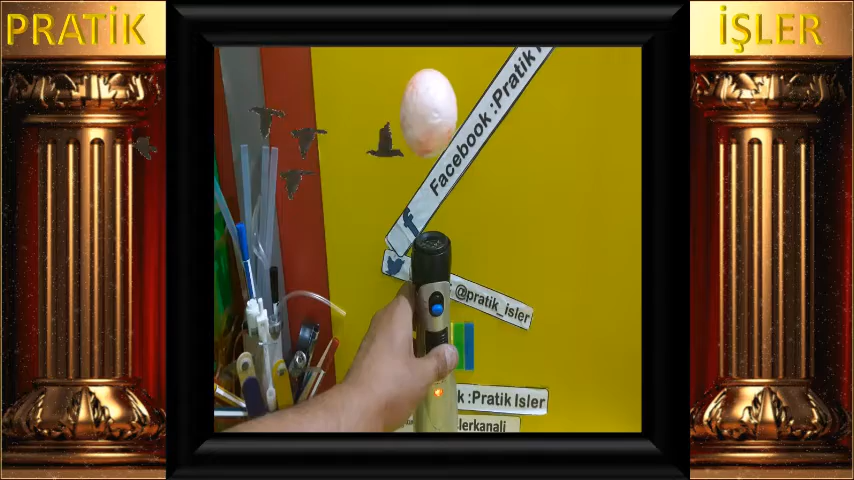 PRATİK
İŞLER
Facebook :Pratik
@pratik_isler
k :Pratik Isler
lerkanali